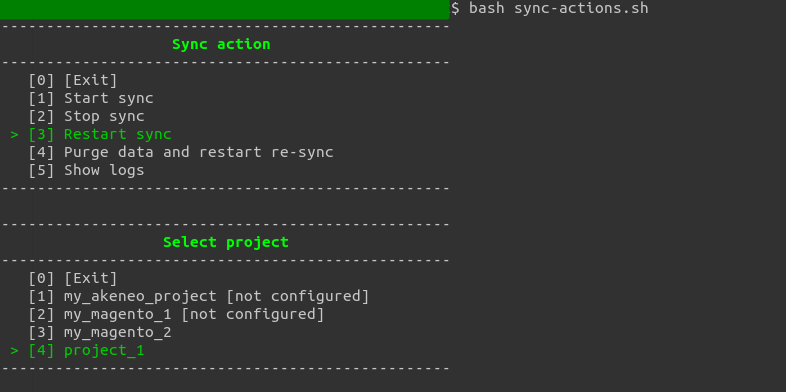 $ bash sync-actions.sh
--------------------------------------------------
Sync action
--------------------------------------------------
[0] [Exit]
[1] Start sync
[2] Stop sync
> [3] Restart sync
[4] Purge data and restart re-sync
[5] Show logs
--------------------------------------------------
--------------------------------------------------
Select project
--------------------------------------------------
[0] [Exit]
[1] my_akeneo_project [not configured]
[2] my_magento_1 [not configured]
[3] my_magento_2
> [4] project_1
--------------------------------------------------